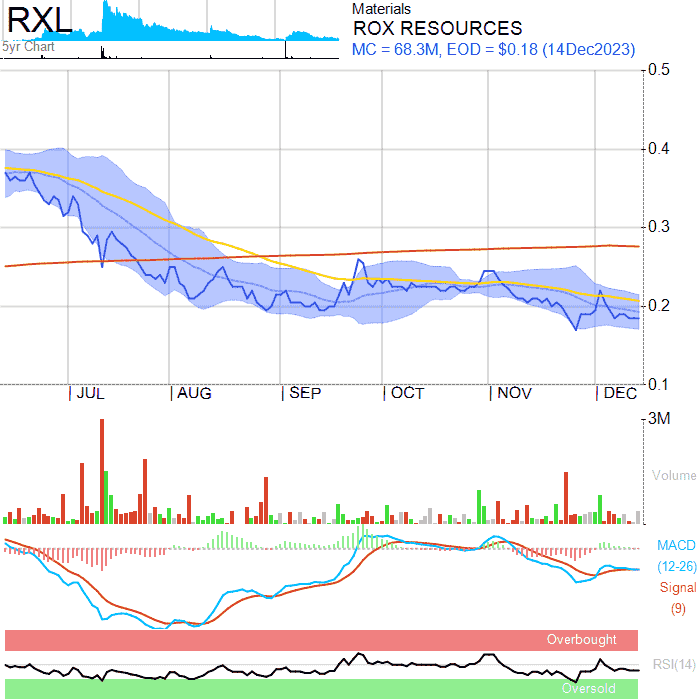 RXL
5yr Chart
Materials
ROX RESOURCES
MC = 68.3M, EOD = $0.18 (14Dec2023)
0.5
0.4
0.3
0.2
0.1
JUL
AUG
SEP
OCT
NOV
DEC
3M
Volume
MACD
(12-26)
Signal
(9)
Overbought
RSI(14)
Oversold